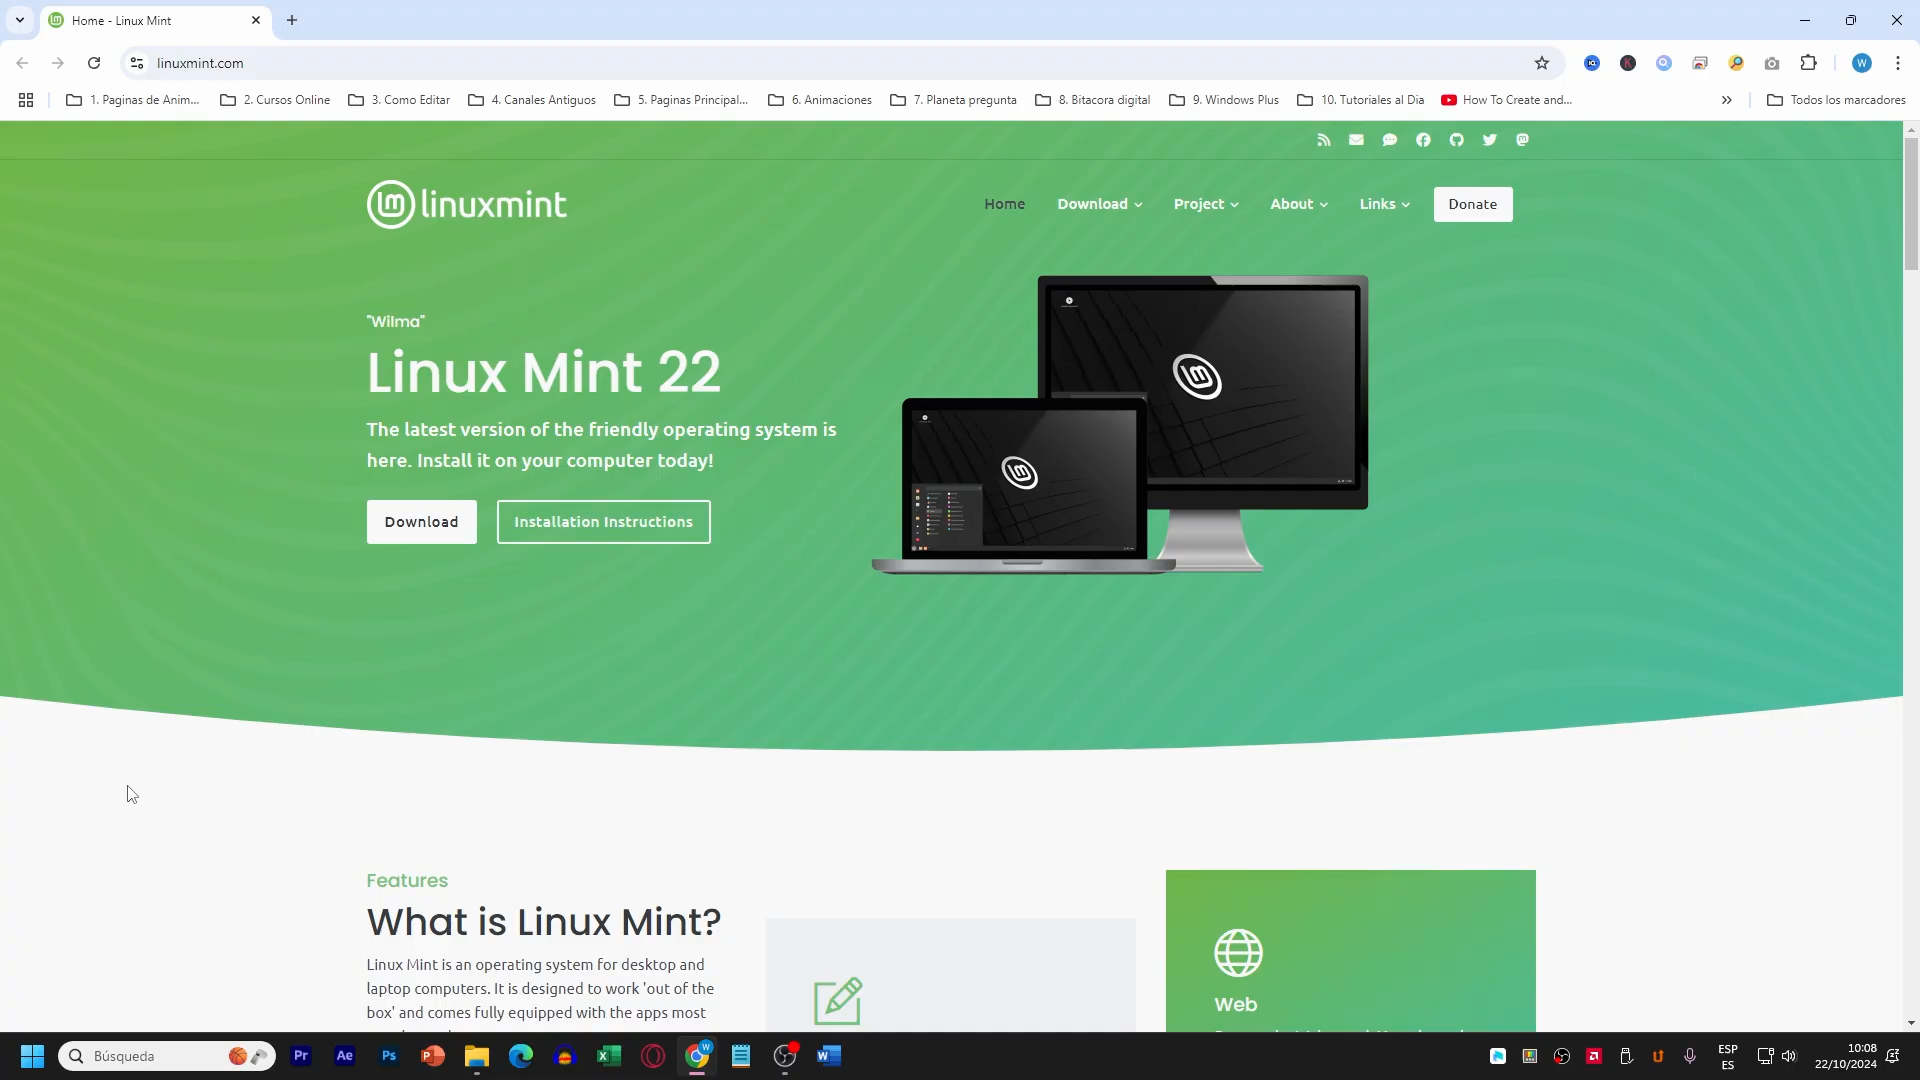 Home - Linux Mint
linuxmint.com
W
1. Paginas de Anim...
2. Cursos Online
3. Como Editar
4. Canales Antiguos
5. Paginas Principal...
6. Animaciones
7. Planeta pregunta
8. Bitacora digital
9. Windows Plus
10. Tutoriales al Dia
How To Create and...
Todos los marcadores
linuxmint
Home
Download
Project
About
Links
Donate
"Wilma"
Linux Mint 22
The latest version of the friendly operating system is
here. Install it on your computer today!
Download
Installation Instructions
Features
What is Linux Mint?
Linux Mint is an operating system for desktop and
laptop computers. It is designed to work 'out of the
box' and comes fully equipped with the apps most
Web
Búsqueda
Pr
Ae
Ps
ESP
ES
10:08
22/10/2024